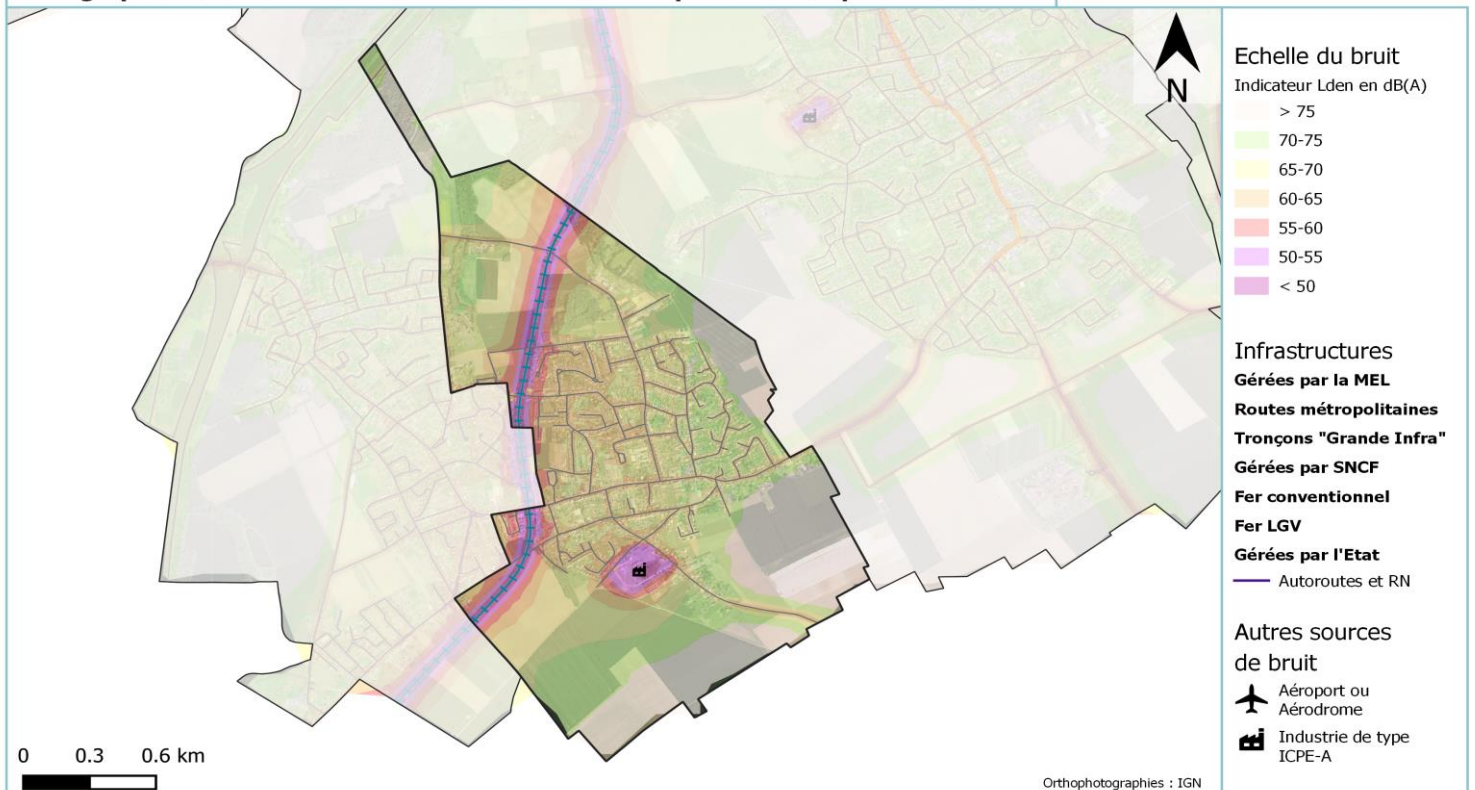 N
Echelle du bruit
Indicateur Lden en dB(A)
> 75
70-75
65-70
60-65
55-60
50-55
< 50
Infrastructures
Gérées par la MEL
Routes métropolitaines
Tronçons "Grande Infra"
Gérées par SNCF
Fer conventionnel
Fer LGV
Gérées par l'Etat
Autoroutes et RN
Autres sources
de bruit
Aéroport ou
Aérodrome
Industrie de type
ICPE-A
0 0.3 0.6 km
Orthophotographies : IGN